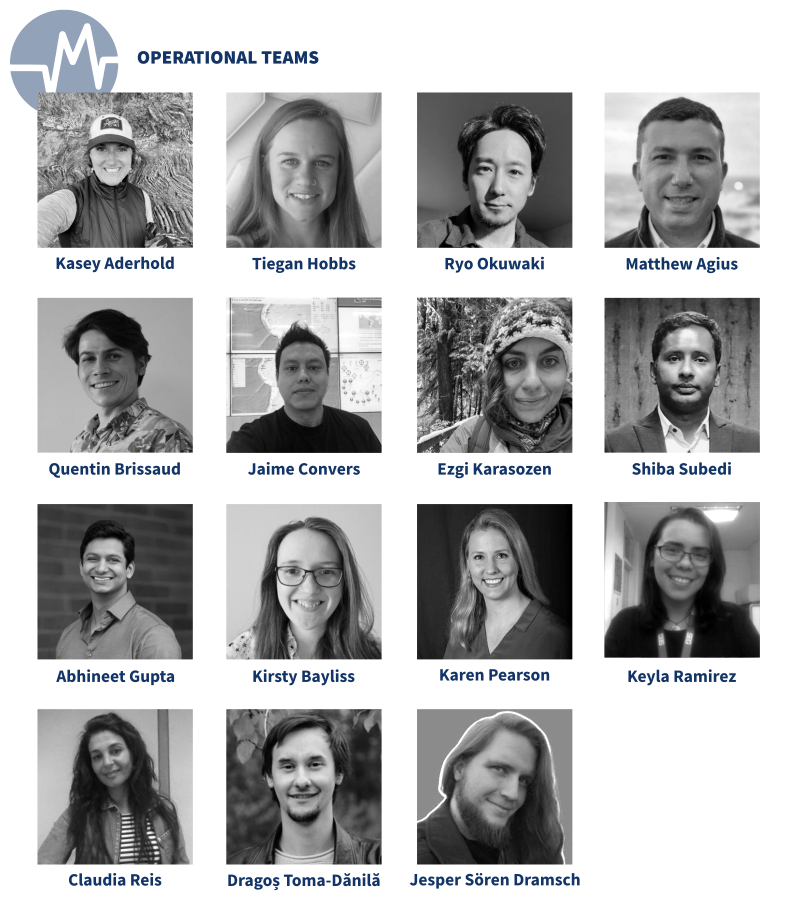 M
OPERATIONAL TEAMS
Kasey Aderhold
Tiegan Hobbs
Ryo Okuwaki
Matthew Agius
Quentin Brissaud
Jaime Convers
Ezgi Karasozen
Shiba Subedi
Abhineet Gupta
Kirsty Bayliss
Karen Pearson
Keyla Ramirez
Claudia Reis
Dragoș Toma-Dănilă
Jesper Sören Dramsch